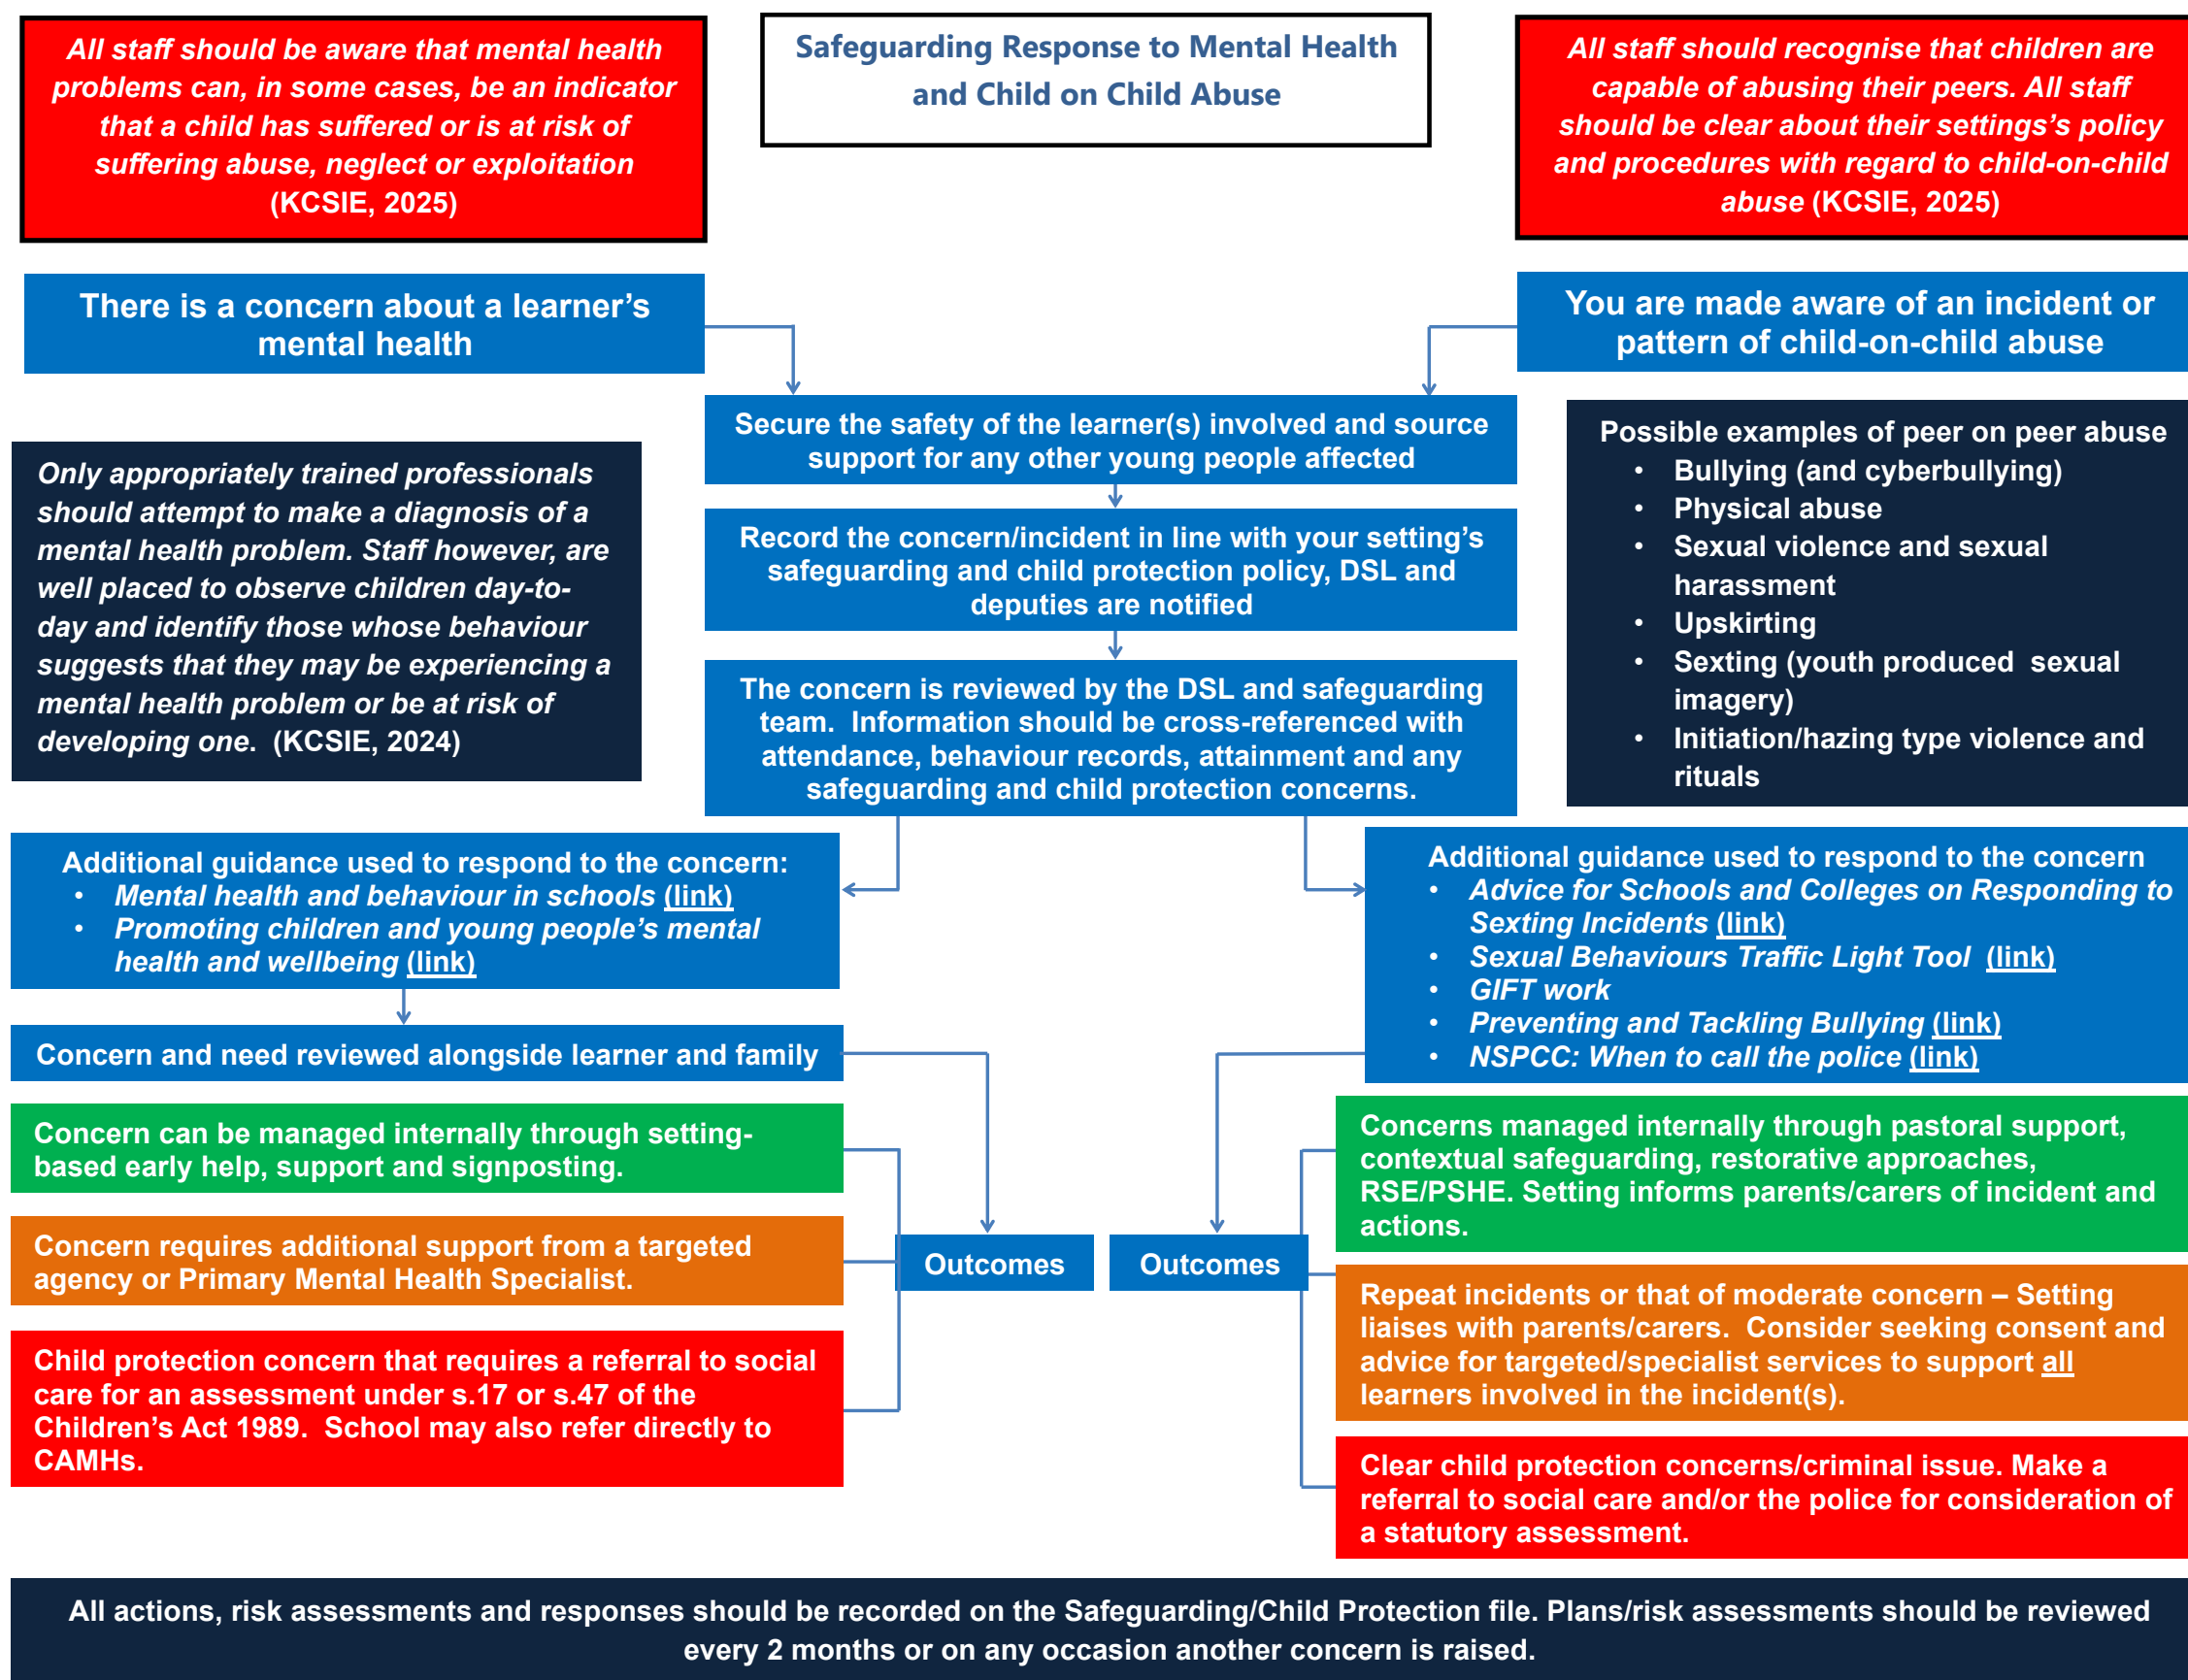 All staff should be aware that mental health
problems can, in some cases, be an indicator
that a child has suffered or is at risk of
suffering abuse, neglect or exploitation
(KCSIE, 2025)
Safeguarding Response to Mental Health
and Child on Child Abuse
All staff should recognise that children are
capable of abusing their peers. All staff
should be clear about their settings's policy
and procedures with regard to child-on-child
abuse (KCSIE, 2025)
There is a concern about a learner’s
mental health
You are made aware of an incident or
pattern of child-on-child abuse
Secure the safety of the learner(s) involved and source
support for any other young people affected
Only appropriately trained professionals
should attempt to make a diagnosis of a
mental health problem. Staff however, are
well placed to observe children day-to-
day and identify those whose behaviour
suggests that they may be experiencing a
mental health problem or be at risk of
developing one. (KCSIE, 2024)
Record the concern/incident in line with your setting’s
safeguarding and child protection policy, DSL and
deputies are notified
The concern is reviewed by the DSL and safeguarding
team. Information should be cross-referenced with
attendance, behaviour records, attainment and any
safeguarding and child protection concerns.
Possible examples of peer on peer abuse
• Bullying (and cyberbullying)
• Physical abuse
• Sexual violence and sexual
harassment
• Upskirting
• Sexting (youth produced sexual
imagery)
• Initiation/hazing type violence and
rituals
Additional guidance used to respond to the concern:
• Mental health and behaviour in schools (link)
• Promoting children and young people’s mental
health and wellbeing (link)
Additional guidance used to respond to the concern
• Advice for Schools and Colleges on Responding to
Sexting Incidents (link)
• Sexual Behaviours Traffic Light Tool (link)
• GIFT work
• Preventing and Tackling Bullying (link)
• NSPCC: When to call the police (link)
Concern and need reviewed alongside learner and family
Concern can be managed internally through setting-
based early help, support and signposting.
Concern requires additional support from a targeted
agency or Primary Mental Health Specialist.
Child protection concern that requires a referral to social
care for an assessment under s.17 or s.47 of the
Children’s Act 1989. School may also refer directly to
CAMHs.
Outcomes
Outcomes
Concerns managed internally through pastoral support,
contextual safeguarding, restorative approaches,
RSE/PSHE. Setting informs parents/carers of incident and
actions.
Repeat incidents or that of moderate concern – Setting
liaises with parents/carers. Consider seeking consent and
advice for targeted/specialist services to support all
learners involved in the incident(s).
Clear child protection concerns/criminal issue. Make a
referral to social care and/or the police for consideration of
a statutory assessment.
All actions, risk assessments and responses should be recorded on the Safeguarding/Child Protection file. Plans/risk assessments should be reviewed
every 2 months or on any occasion another concern is raised.